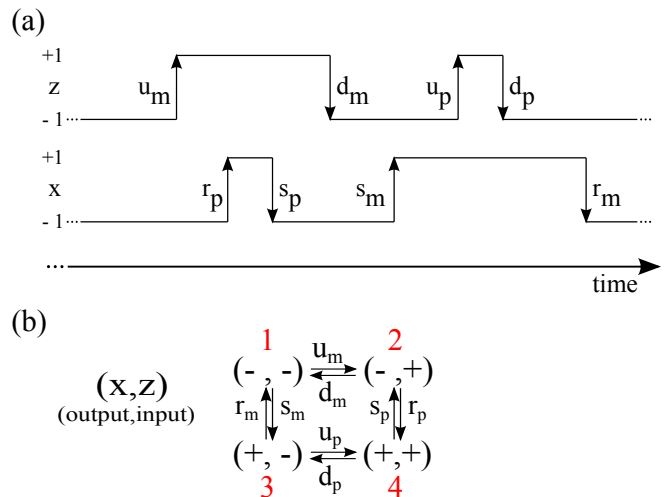 (a)
+1
z
- 1
u_m
d_m
u_p
d_p
+1
x
- 1
r_p
s_p
s_m
r_m
...
time
(b)
1
2
(- , -)
u_m
d_m
(- ,+)
(x,z)
(output,input)
r_m
s_m
s_p
r_p
(+, -)
u_p
d_p
(+,+)
3
4